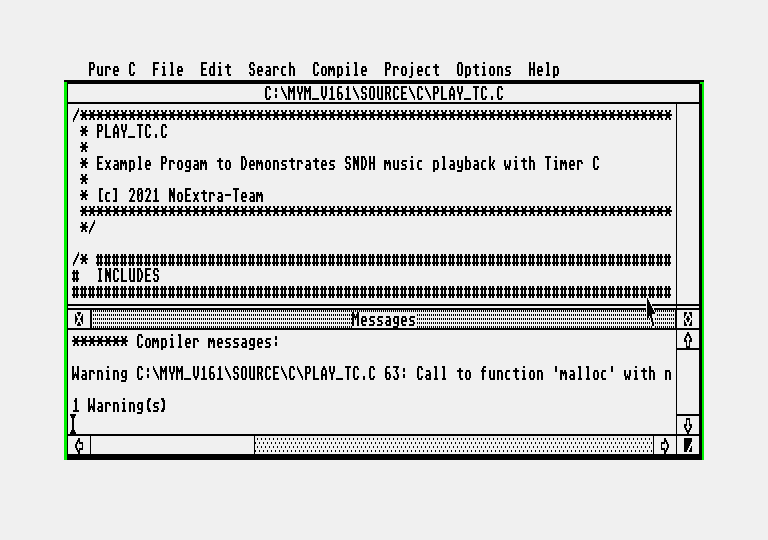 Pure C  File  Edit  Search  Compile  Project  Options  Help
C:\MYM_V161\SOURCE\C\PLAY_TC.C
/**************************************************************************
 * PLAY_TC.C
 *
 * Example Progam to Demonstrates SNDH music playback with Timer C
 *
 * [c] 2021 NoExtra-Team
 **************************************************************************
 */
/* ########################################################################
#  INCLUDES
###########################################################################
Messages
******* Compiler messages:
Warning C:\MYM_V161\SOURCE\C\PLAY_TC.C 63: Call to function 'malloc' with n
1 Warning(s)